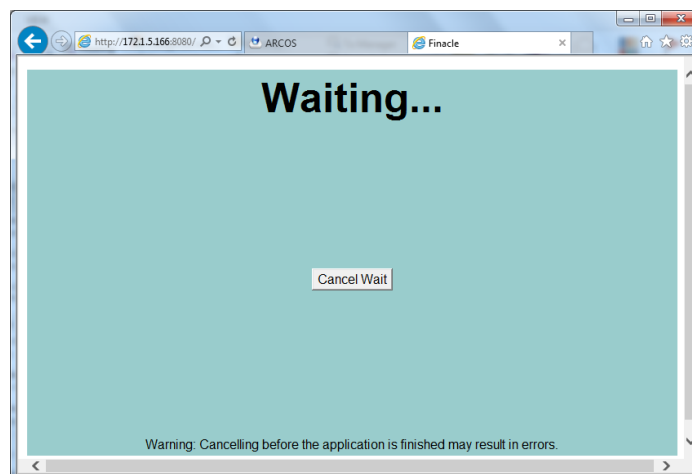 http://172.1.5.166:8080/
ARCOS
Finacle
Waiting...
Cancel Wait
Warning: Cancelling before the application is finished may result in errors.